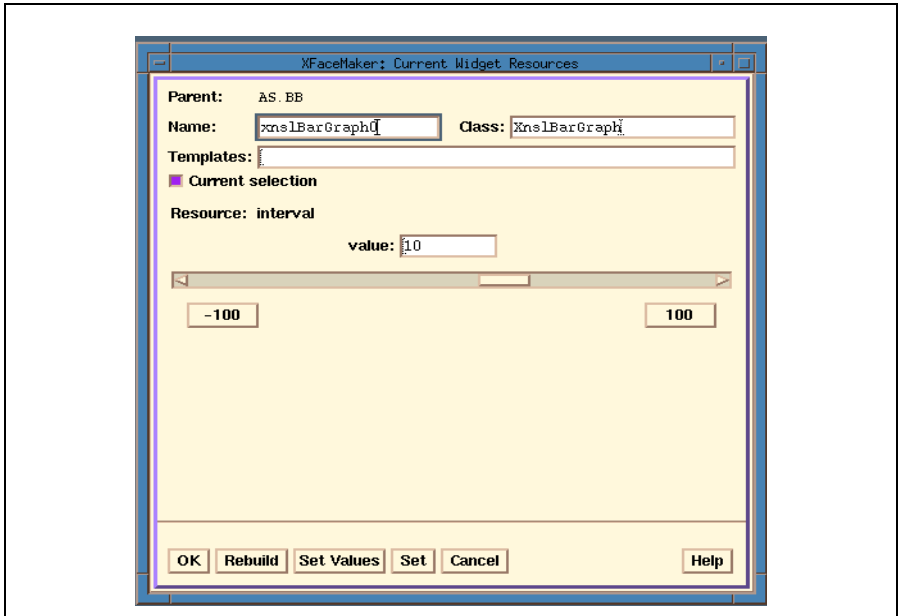 XFaceMaker: Current Widget Resources
Parent: AS.BB
Name: xnslBarGraph0 Class: XnslBarGraph
Templates:
Current selection
Resource: interval
value: 10
-100 100
OK Rebuild Set Values Set Cancel Help